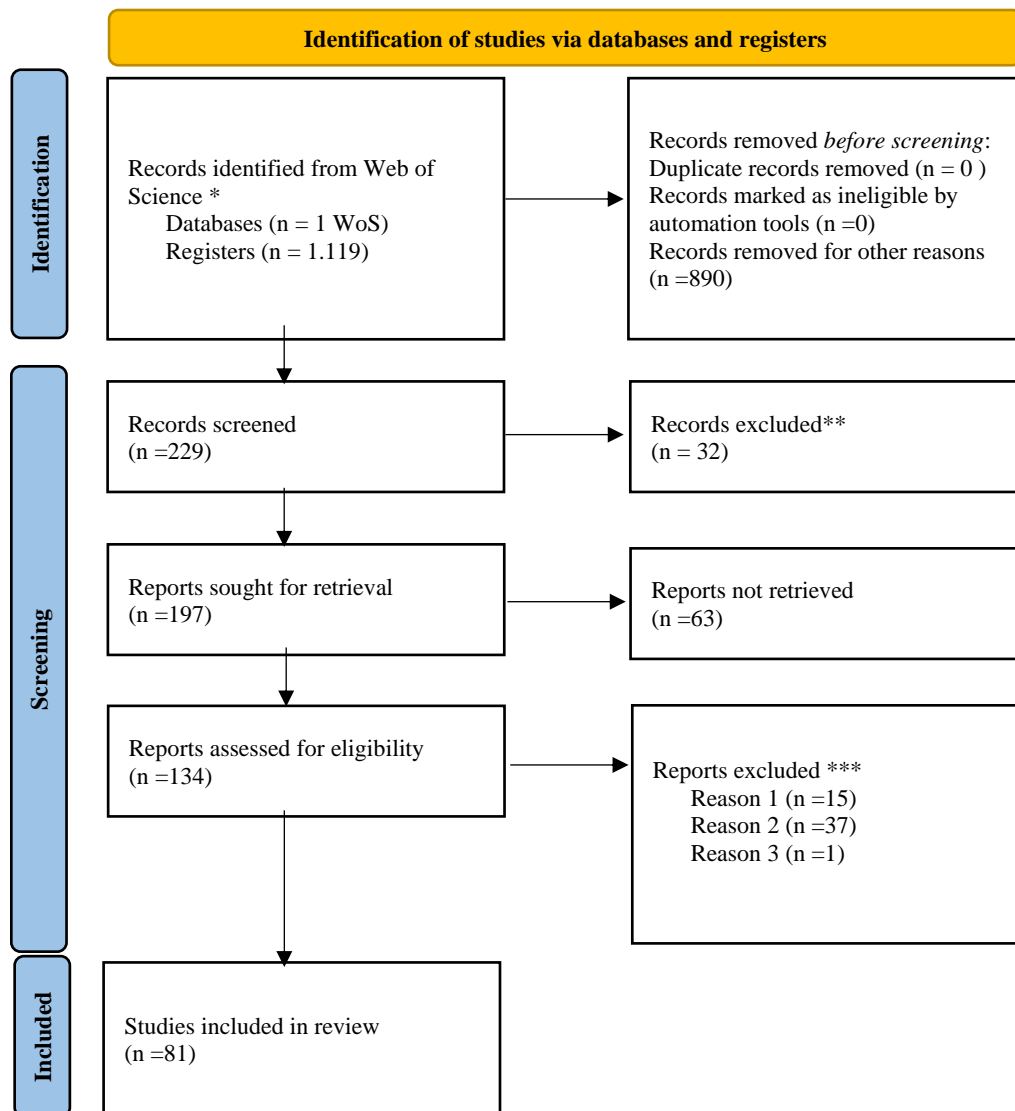 Identification of studies via databases and registers
Identification
Records identified from Web of
Science *
Databases (n = 1 WoS)
Registers (n = 1.119)
Records removed before screening:
Duplicate records removed (n = 0 )
Records marked as ineligible by
automation tools (n =0)
Records removed for other reasons
(n =890)
Screening
Records screened
(n =229)
Records excluded**
(n = 32)
Reports sought for retrieval
(n =197)
Reports not retrieved
(n =63)
Reports assessed for eligibility
(n =134)
Reports excluded ***
Reason 1 (n =15)
Reason 2 (n =37)
Reason 3 (n =1)
Included
Studies included in review
(n =81)